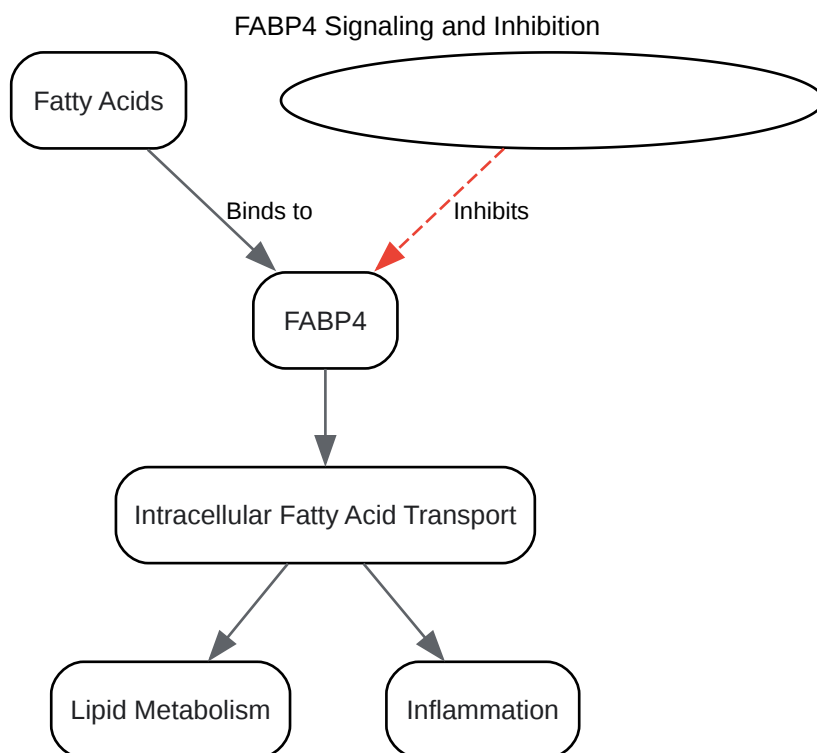 FABP4 Signaling and Inhibition
Fatty Acids
Binds to
Inhibits
FABP4
Intracellular Fatty Acid Transport
Lipid Metabolism
Inflammation